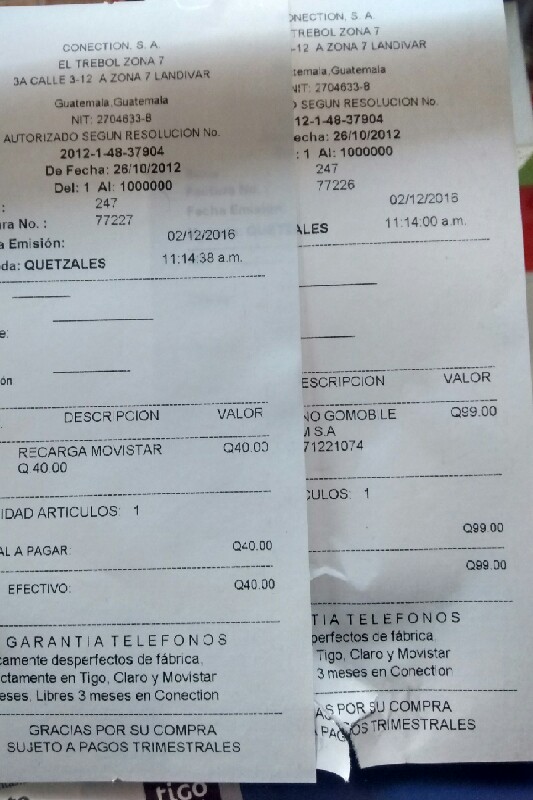 CONECTION, S. A.
EL TREBOL ZONA 7
3A CALLE 3-12 A ZONA 7 LANDIVAR
Guatemala,Guatemala
NIT: 2704633-8
AUTORIZADO SEGUN RESOLUCION No.
2012-1-48-37904
De Fecha: 26/10/2012
Del: 1 Al: 1000000
: 247
ra No. : 77227
a Emisión: 02/12/2016
da: QUETZALES 11:14:38 a.m.
e:
ón
DESCRIPCION VALOR
RECARGA MOVISTAR Q40.00
Q 40 00
IDAD ARTICULOS: 1
AL A PAGAR: Q40.00
EFECTIVO: Q40.00
GARANTIA TELEFONOS
camente desperfectos de fábrica,
ctamente en Tigo, Claro y Movistar
eses, Libres 3 meses en Conection
GRACIAS POR SU COMPRA
SUJETO A PAGOS TRIMESTRALES
ONECTION, S. A.
TREBOL ZONA 7
-12 A ZONA 7 LANDIVAR
temala,Guatemala
NIT: 2704633-8
O SEGUN RESOLUCION No.
12-1-48-37904
echa: 26/10/2012
: 1 Al: 1000000
247
77226
02/12/2016
ALES 11:14:00 a.m.
ESCRIPCION VALOR
NO GOMOBILE Q99.00
M S.A
71221074
CULOS: 1
Q99.00
Q99.00
TIA TELEFONOS
perfectos de fábrica
Tigo, Claro y Movistar
3 meses en Conection
AS POR SU COMPRA
PAGOS TRIMESTRALES
TIGO